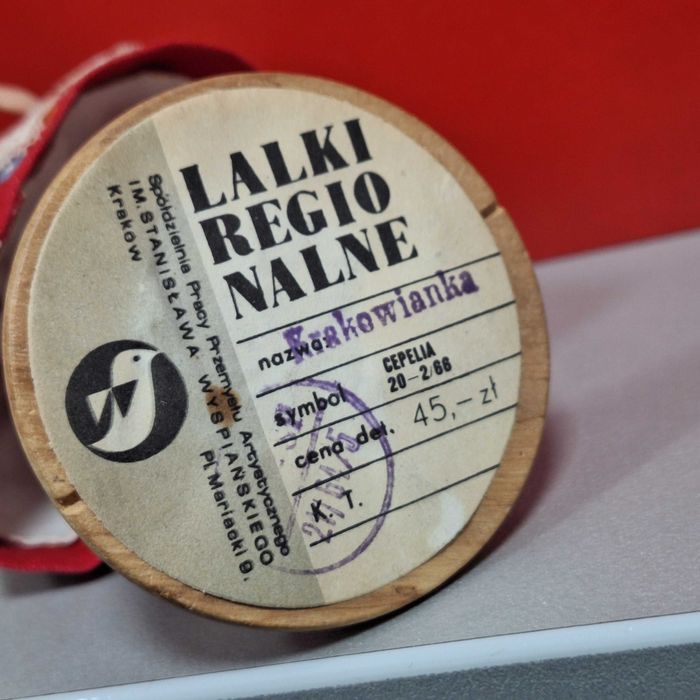 LALKI
REGIO
NALNE
nazwa: Krakowianka
symbol CEPELIA
20-2/66
cena det. 45,- zł
K. T.
Spółdzielnia Pracy Przemysłu Artystycznego
IM. STANISŁAWA WYSPIAŃSKIEGO
Kraków Pl. Mariacki 9.
W